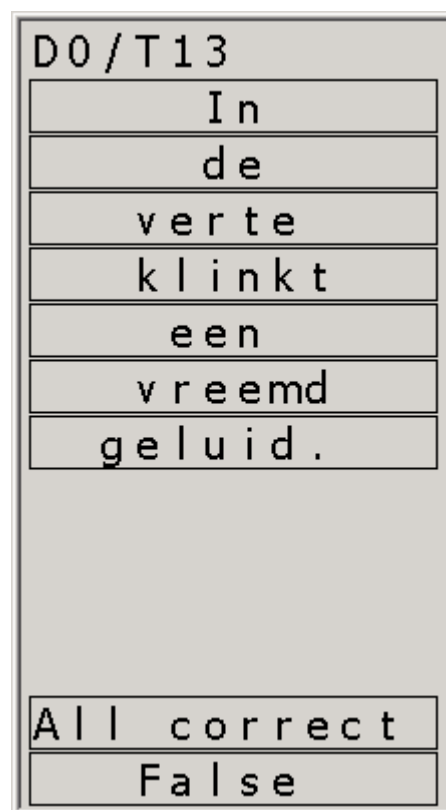 D0/T13
In
de
verte
klinkt
een
vreemd
geluid.
All correct
False